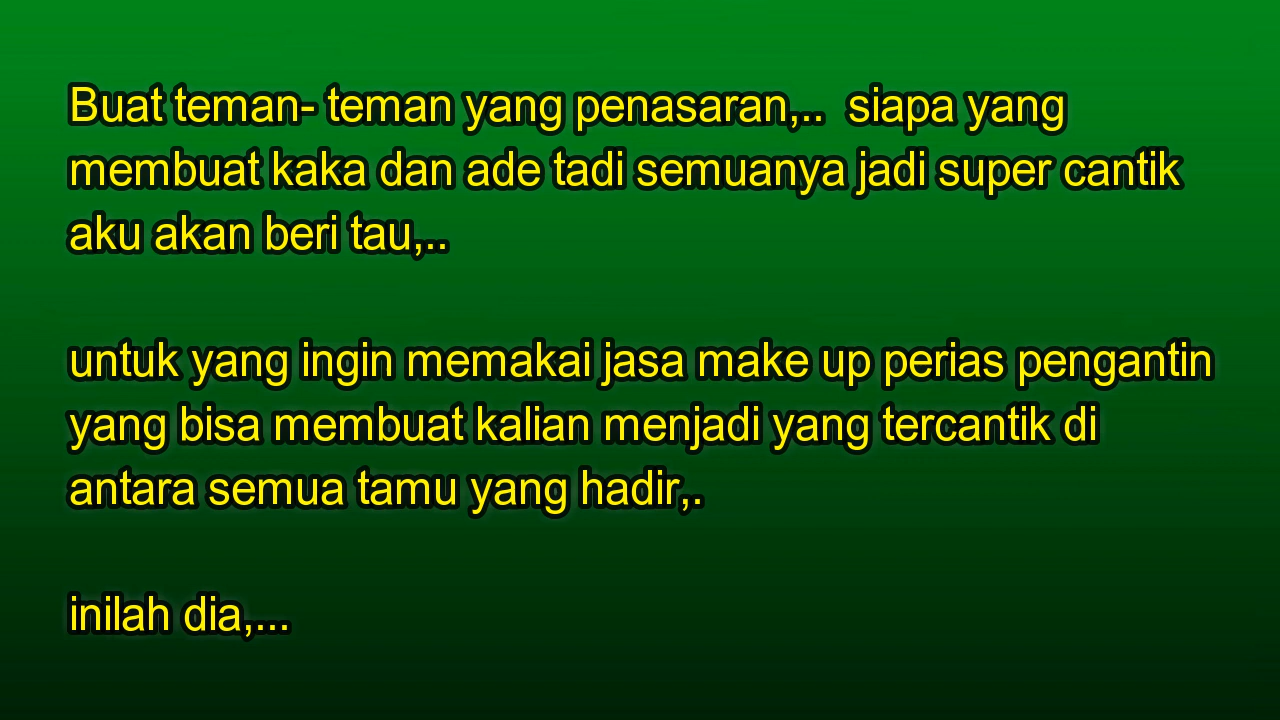 Buat teman- teman yang penasaran,..  siapa yang
membuat kaka dan ade tadi semuanya jadi super cantik
aku akan beri tau,..
untuk yang ingin memakai jasa make up perias pengantin
yang bisa membuat kalian menjadi yang tercantik di
antara semua tamu yang hadir,.
inilah dia,...